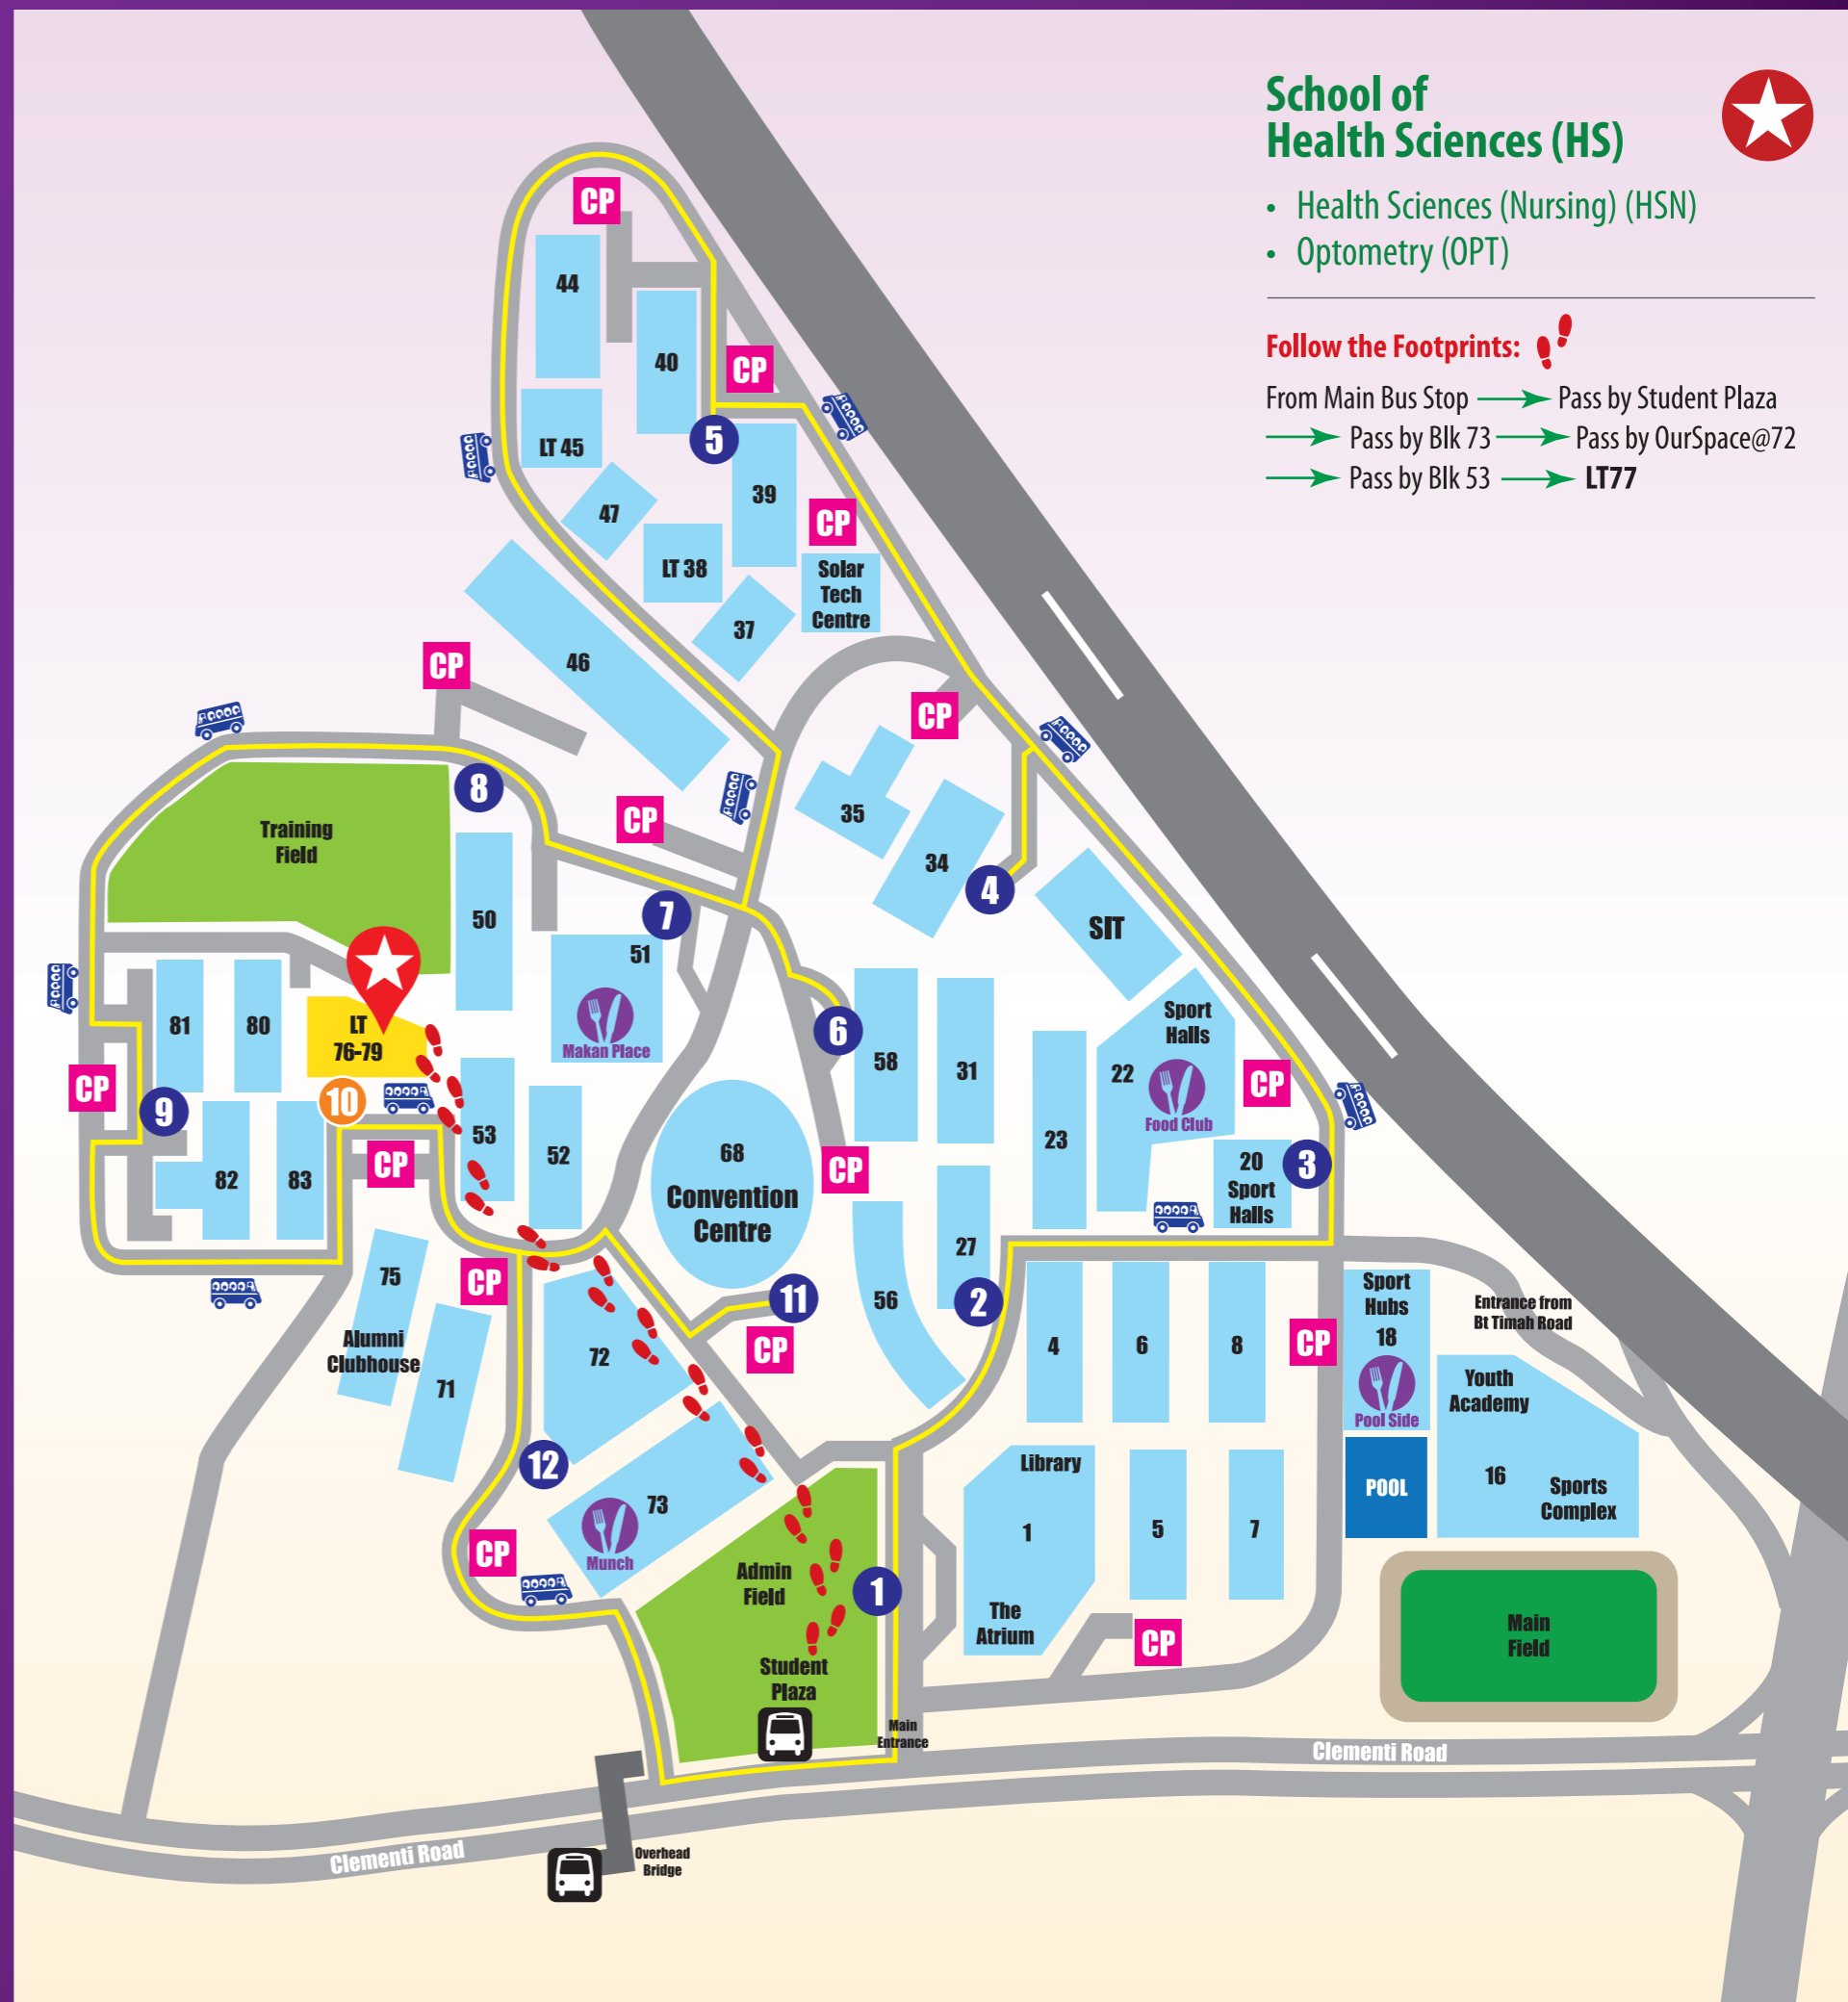 School of
Health Sciences (HS)
• Health Sciences (Nursing) (HSN)
• Optometry (OPT)
Follow the Footprints:
From Main Bus Stop Pass by Student Plaza
Pass by Blk 73 Pass by OurSpace@72
Pass by Blk 53 LT77
CP
44
40
CP
LT 45
5
39
47
CP
LT 38
Solar
Tech
Centre
37
46
CP
CP
8
CP
35
Training
Field
34
4
50
7
SIT
51
Makan Place
LT
76-79
81
80
6
58
31
Sport
Halls
22
Food Club
CP
CP
9
10
53
52
23
68
Convention
Centre
CP
20
Sport
Halls
3
82
83
CP
75
Alumni
Clubhouse
71
CP
11
CP
56
27
2
72
4
6
8
CP
Sport
Hubs
18
Pool Side
Entrance from
Bt Timah Road
Youth
Academy
16
Sports
Complex
POOL
12
73
Munch
CP
Library
1
The
Atrium
5
7
Admin
Field
1
Student
Plaza
CP
Main
Field
Main
Entrance
Clementi Road
Clementi Road
Overhead
Bridge